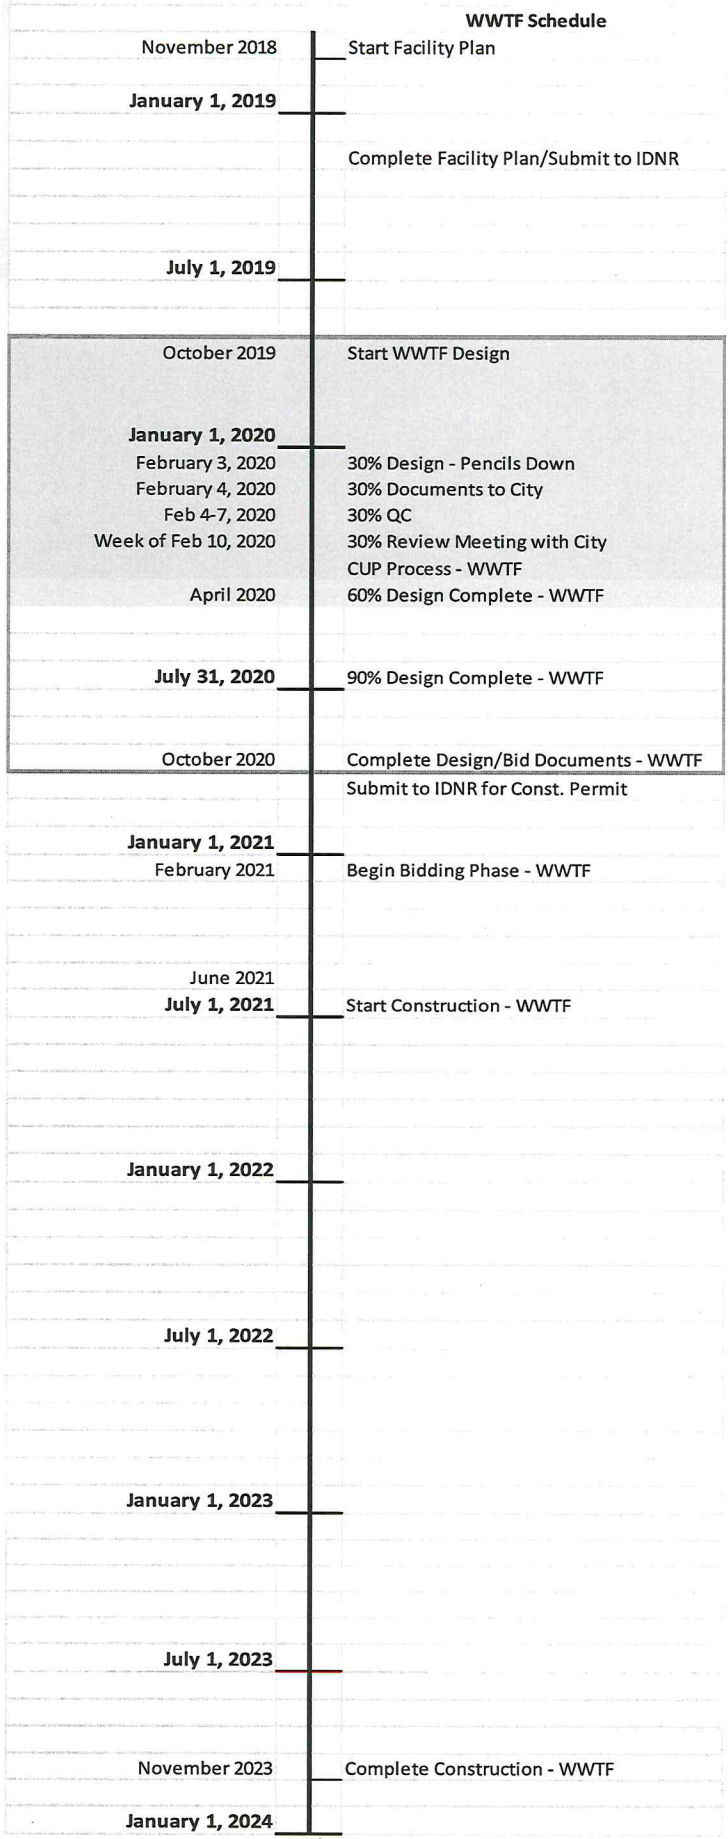 WWTF Schedule
November 2018 Start Facility Plan
January 1, 2019
Complete Facility Plan/Submit to IDNR
July 1, 2019
October 2019 Start WWTF Design
January 1, 2020
February 3, 2020 30% Design - Pencils Down
February 4, 2020 30% Documents to City
Feb 4-7, 2020 30% QC
Week of Feb 10, 2020 30% Review Meeting with City
CUP Process - WWTF
April 2020 60% Design Complete - WWTF
July 31, 2020 90% Design Complete - WWTF
October 2020 Complete Design/Bid Documents - WWTF
Submit to IDNR for Const. Permit
January 1, 2021
February 2021 Begin Bidding Phase - WWTF
June 2021
July 1, 2021 Start Construction - WWTF
January 1, 2022
July 1, 2022
January 1, 2023
July 1, 2023
November 2023 Complete Construction - WWTF
January 1, 2024